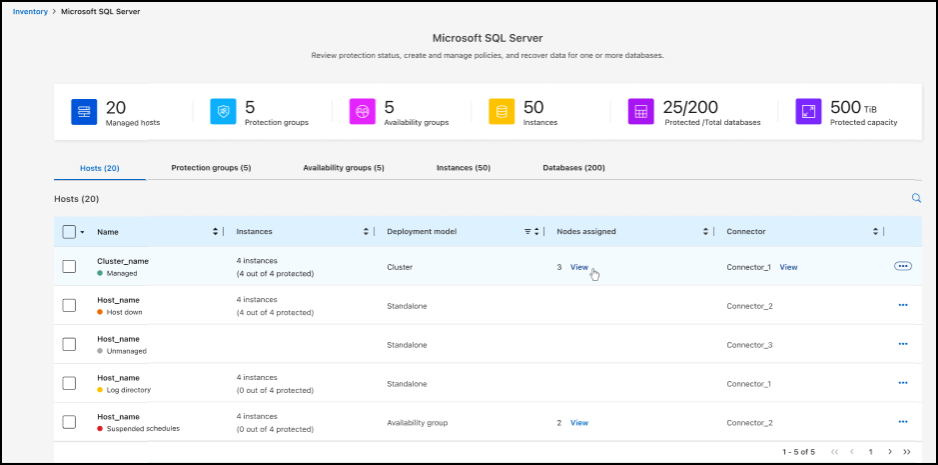 Inventory > Microsoft SQL Server
Microsoft SQL Server
Review protection status, create and manage policies, and recover data for one or more databases.
20
Managed hosts
5
Protection groups
5
Availability groups
50
Instances
25/200
Protected /Total databases
500 TiB
Protected capacity
Hosts (20) Protection groups (5) Availability groups (5) Instances (50) Databases (200)
Hosts (20)
Name Instances Deployment model Nodes assigned Connector
Cluster_name
Managed
4 instances
(4 out of 4 protected)
Cluster
3 View
Connector_1 View
Host_name
Host down
4 instances
(4 out of 4 protected)
Standalone
Connector_2
Host_name
Unmanaged
Standalone
Connector_3
Host_name
Log directory
4 instances
(0 out of 4 protected)
Standalone
Connector_1
Host_name
Suspended schedules
4 instances
(0 out of 4 protected)
Availability group
2 View
Connector_2
1 - 5 of 5 << < 1 > >>